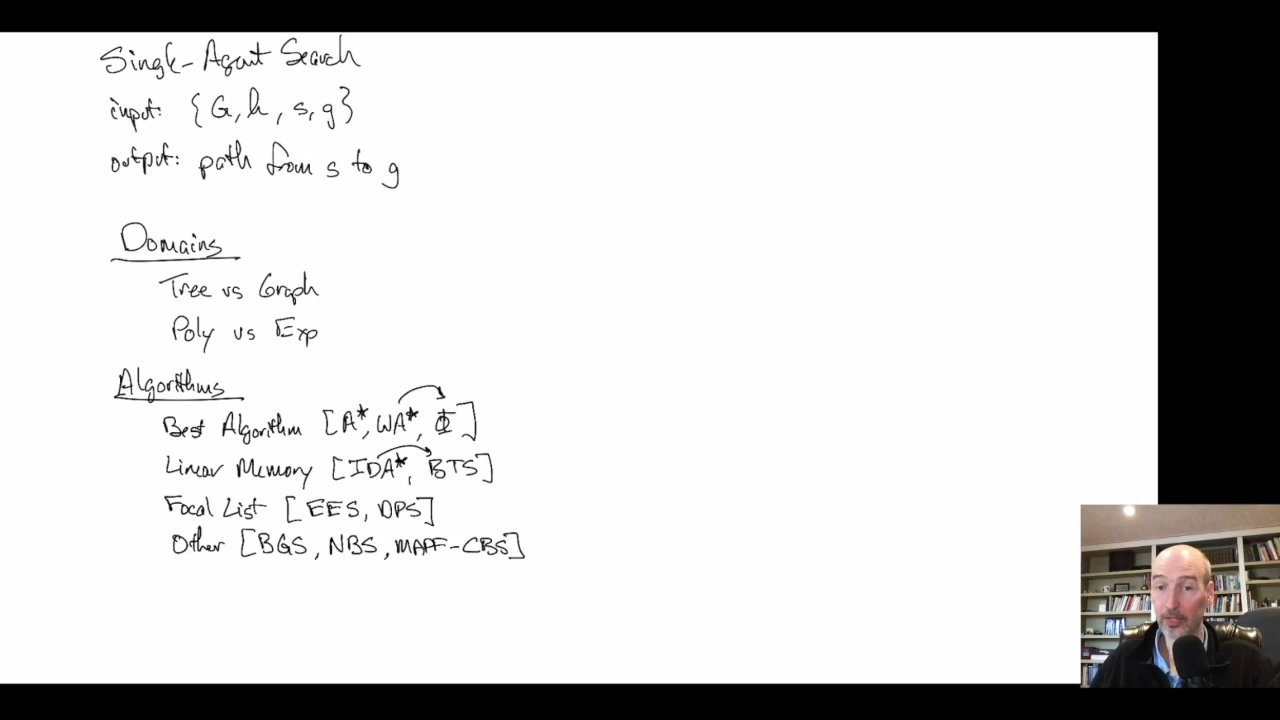 Single-Agent Search
input: {G, h, s, g}
output: path from s to g
Domains
Tree vs Graph
Poly vs Exp
Algorithms
Best Algorithm [A*, WA*, Φ]
Linear Memory [IDA*, BTS]
Focal List [EES, DPS]
Other [BGS, NBS, MAPF-CBS]